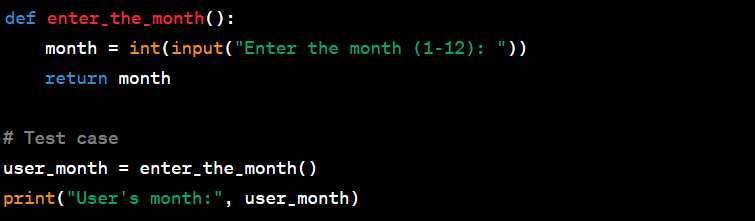 def enter_the_month():
    month = int(input("Enter the month (1-12): "))
    return month

# Test case
user_month = enter_the_month()
print("User's month:", user_month)